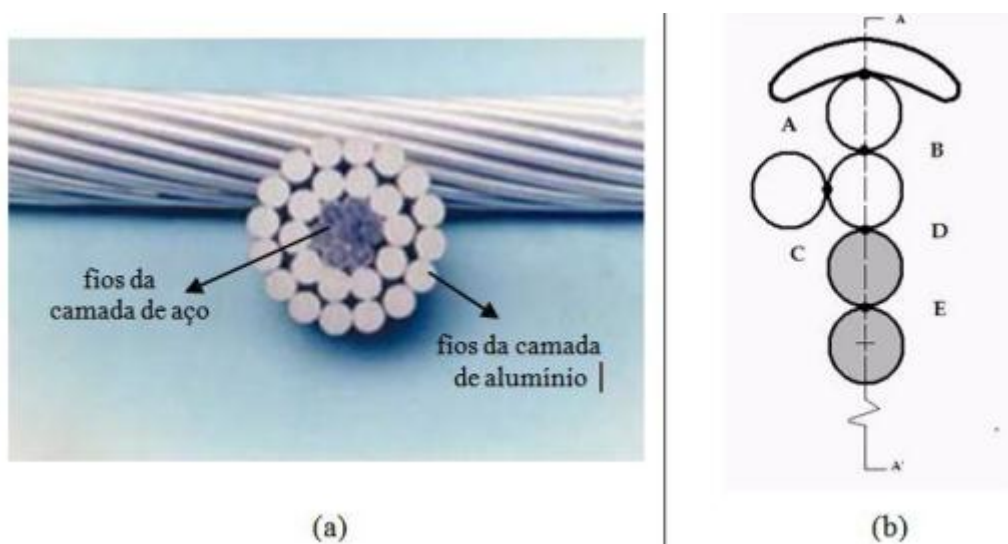 fios da
camada de aço
fios da camada
de alumínio
(a)
A
A
B
C
D
E
A'
(b)